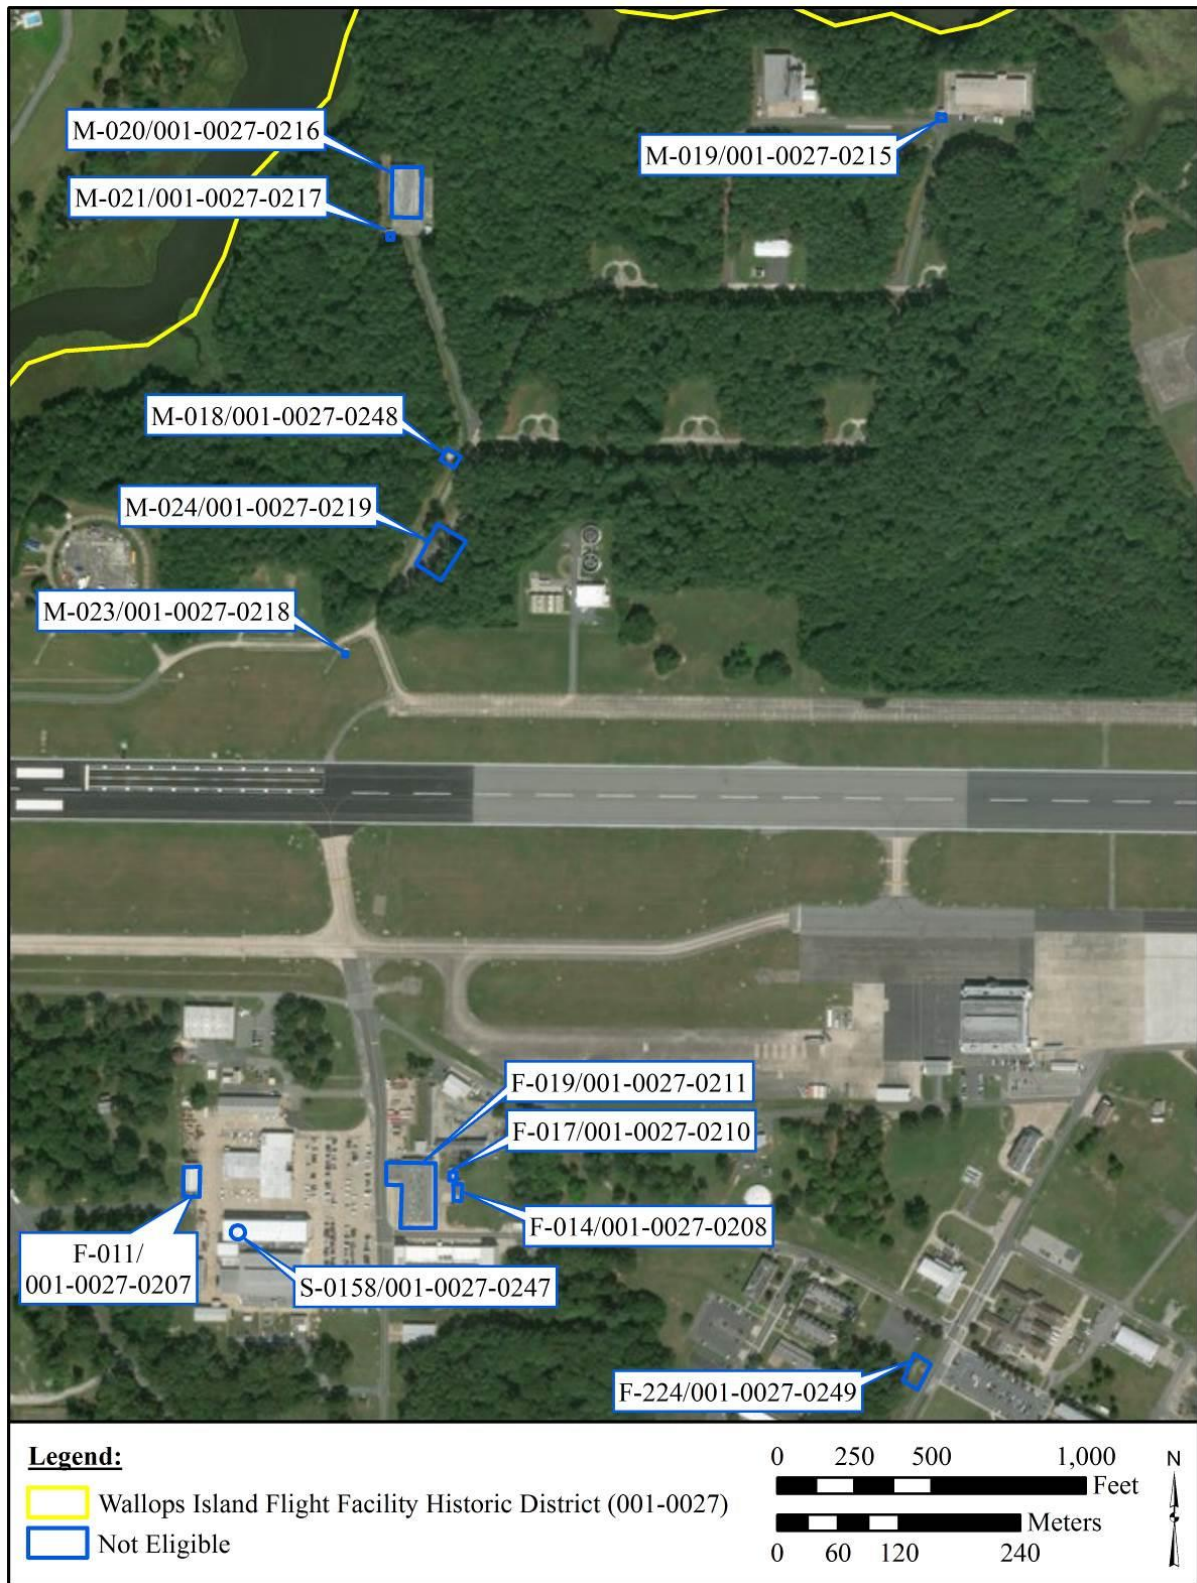 M-020/001-0027-0216
M-019/001-0027-0215
M-021/001-0027-0217
M-018/001-0027-0248
M-024/001-0027-0219
M-023/001-0027-0218
F-019/001-0027-0211
F-017/001-0027-0210
F-014/001-0027-0208
F-011/
001-0027-0207
S-0158/001-0027-0247
F-224/001-0027-0249
Legend:
Wallops Island Flight Facility Historic District (001-0027)
Not Eligible
0 250 500 1,000
Feet
Meters
0 60 120 240
N